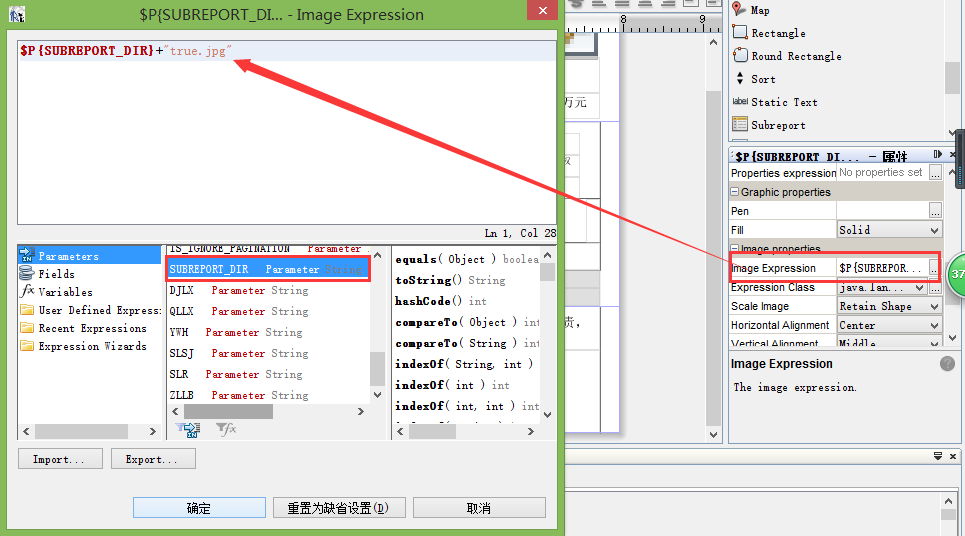 $P{SUBREPORT_DI... - Image Expression
$P{SUBREPORT_DIR}+"true.jpg"
Ln 1, Col 28
Parameters
Fields
Variables
User Defined Express:
Recent Expressions
Expression Wizards
IS_IGNORE_PAGINATION Parameter
SUBREPORT_DIR Parameter String
DJLX Parameter String
QLLX Parameter String
YWH Parameter String
SLSJ Parameter String
SLR Parameter String
ZLLB Parameter String
equals( Object ) boolea
toString() String
hashCode() int
compareTo( Object ) int
compareTo( String ) int
indexOf( String, int )
indexOf( int ) int
indexOf( int, int ) int
Import...
Export...
确定
重置为缺省设置(D)
取消
8
9
万元
权
责，
Map
Rectangle
Round Rectangle
Sort
label Static Text
Subreport
$P{SUBREPORT_DI... - 属性
Properties expression No properties set ...
Graphic properties
Pen ...
Fill Solid
Image properties
Image Expression $P{SUBREPOR... ...
Expression Class java.lan... ...
Scale Image Retain Shape
Horizontal Alignment Center
Vertical Alignment Middle
Image Expression
The image expression.
37